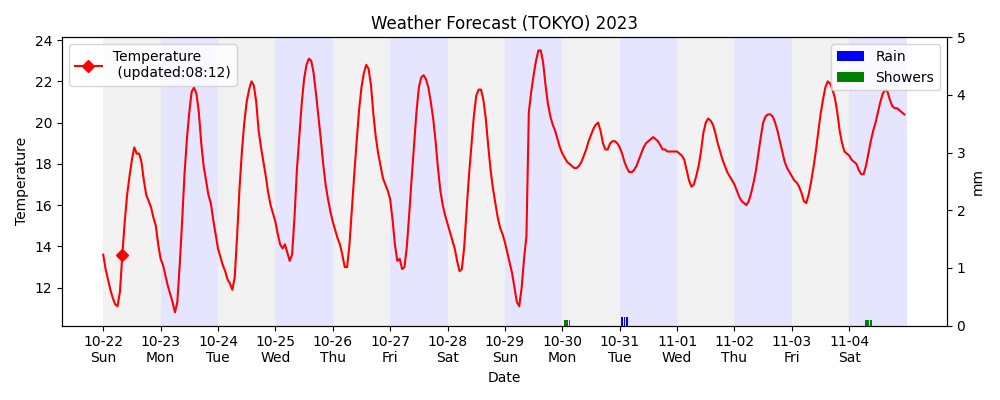 Weather Forecast (TOKYO) 2023
Temperature
(updated:08:12)
Rain
Showers
24
22
20
18
16
14
12
Temperature
5
4
3
2
1
0
mm
10-22 10-23 10-24 10-25 10-26 10-27 10-28 10-29 10-30 10-31 11-01 11-02 11-03 11-04
Sun Mon Tue Wed Thu Fri Sat Sun Mon Tue Wed Thu Fri Sat
Date